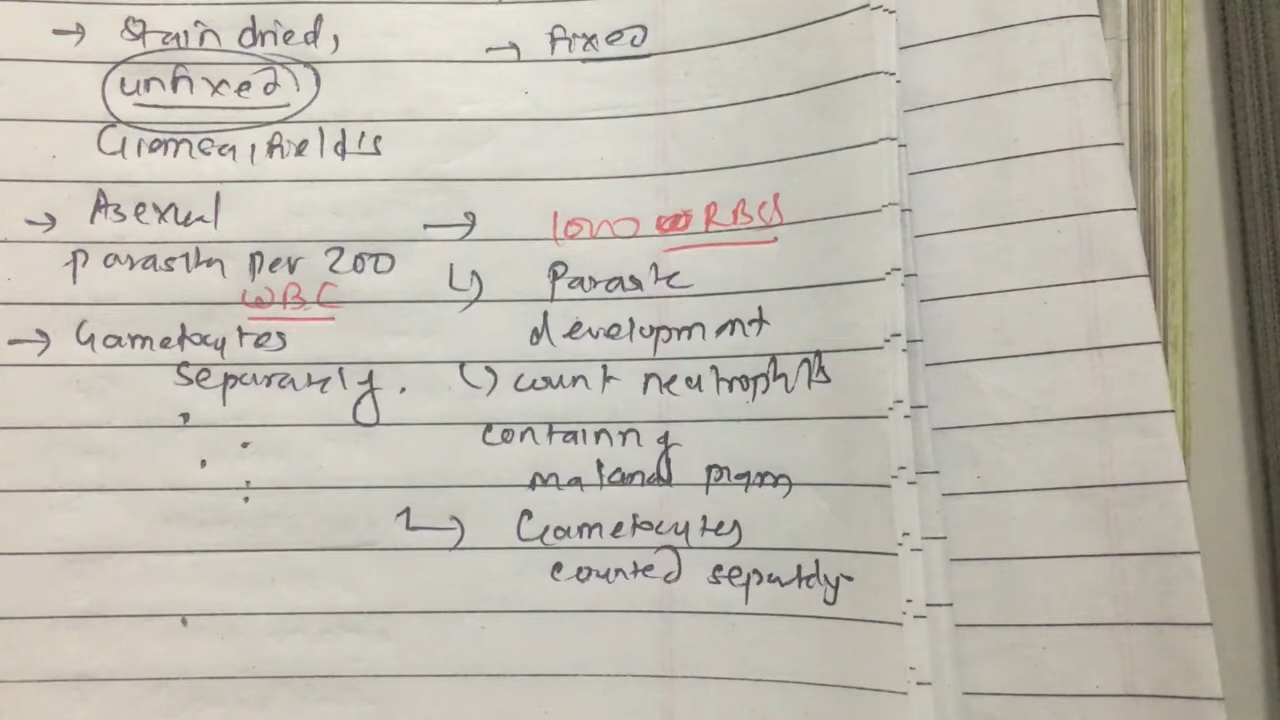 → Stain dried,
unfixed
Giemsa, field's
→ Asexual
parasites per 200
WBC
→ Gametocytes
separately.
→ fixed
→ 1000 RBCs
↳ Parasite
development
↳ count neutrophils
containing
malarial pigm
↳ Gametocytes
counted separately